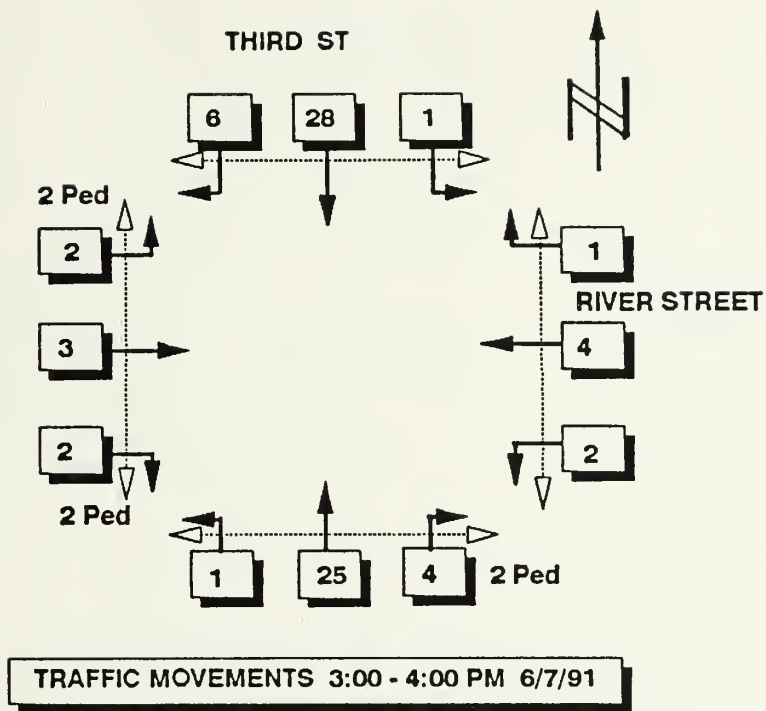 THIRD ST
6 28 1
2 Ped
2 1
RIVER STREET
3 4
2 2
2 Ped
1 25 4 2 Ped
TRAFFIC MOVEMENTS 3:00 - 4:00 PM 6/7/91